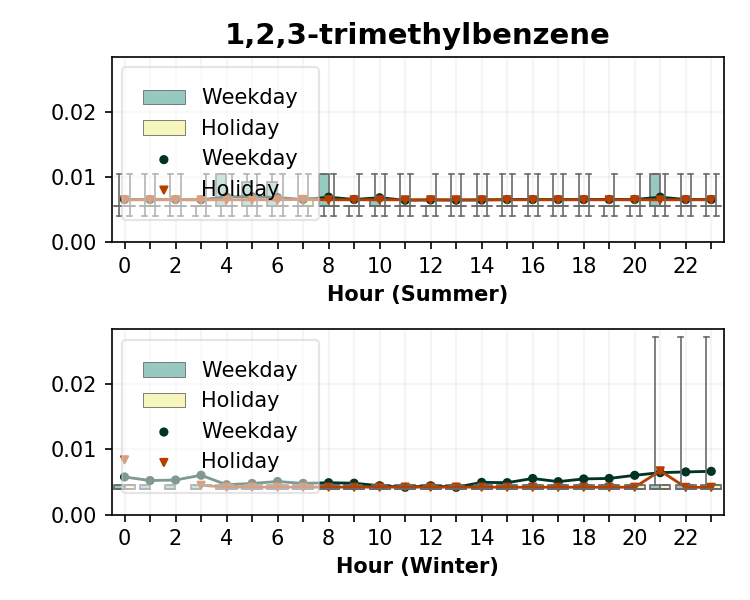 1,2,3-trimethylbenzene
Weekday
Holiday
Weekday
Holiday
0.02
0.01
0.00
0 2 4 6 8 10 12 14 16 18 20 22
Hour (Summer)
Weekday
Holiday
Weekday
Holiday
0.02
0.01
0.00
0 2 4 6 8 10 12 14 16 18 20 22
Hour (Winter)